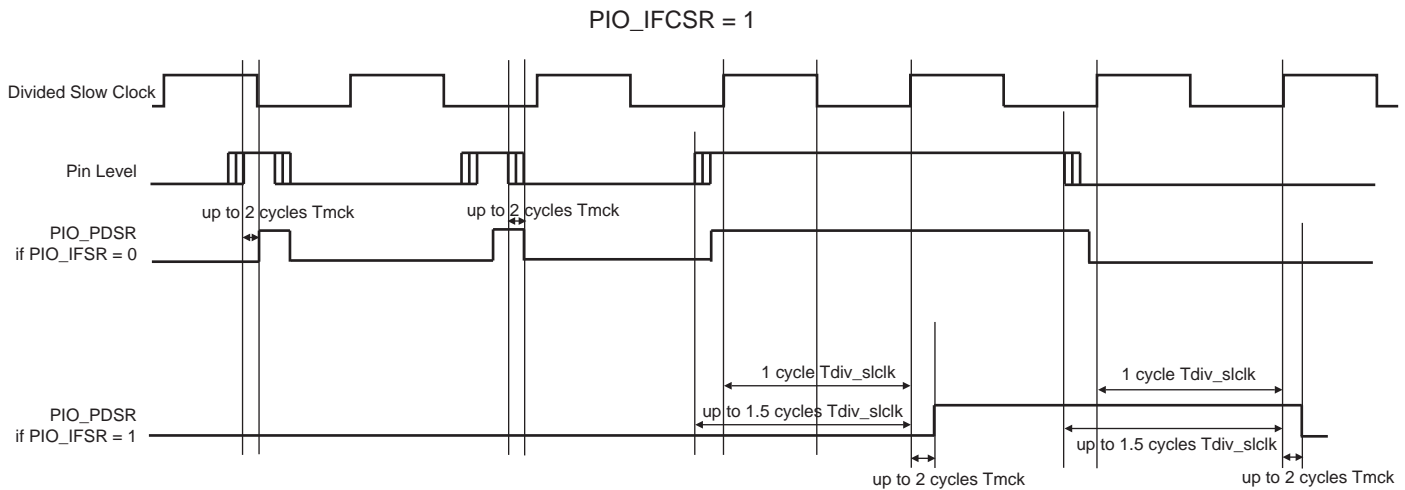 PIO_IFCSR = 1
Divided Slow Clock
Pin Level
up to 2 cycles Tmck
up to 2 cycles Tmck
PIO_PDSR
if PIO_IFSR = 0
1 cycle Tdiv_slclk
1 cycle Tdiv_slclk
PIO_PDSR
if PIO_IFSR = 1
up to 1.5 cycles Tdiv_slclk
up to 1.5 cycles Tdiv_slclk
up to 2 cycles Tmck
up to 2 cycles Tmck